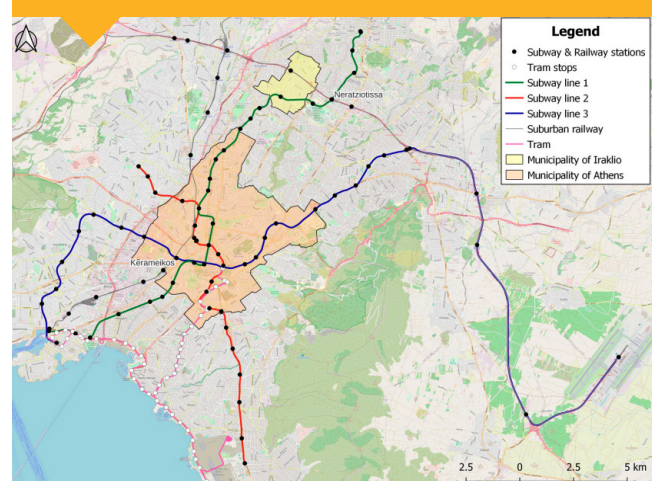 Legend
Subway & Railway stations
Tram stops
Subway line 1
Subway line 2
Subway line 3
Suburban railway
Tram
Municipality of Iraklio
Municipality of Athens
Neratziotissa
Kerameikos
2.5 0 2.5 5 km